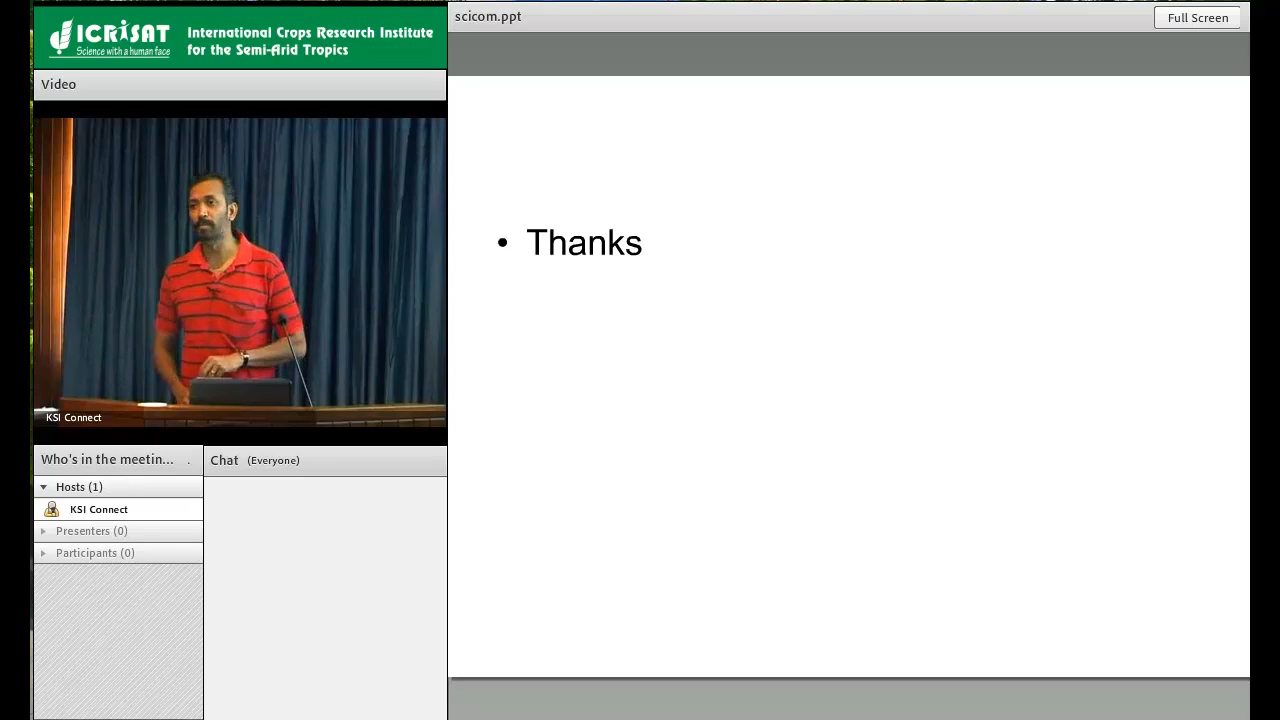 ICRISAT
Science with a human face
International Crops Research Institute
for the Semi-Arid Tropics
scicom.ppt
Full Screen
Video
KSI Connect
• Thanks
Who's in the meetin... .
Chat (Everyone)
Hosts (1)
KSI Connect
Presenters (0)
Participants (0)